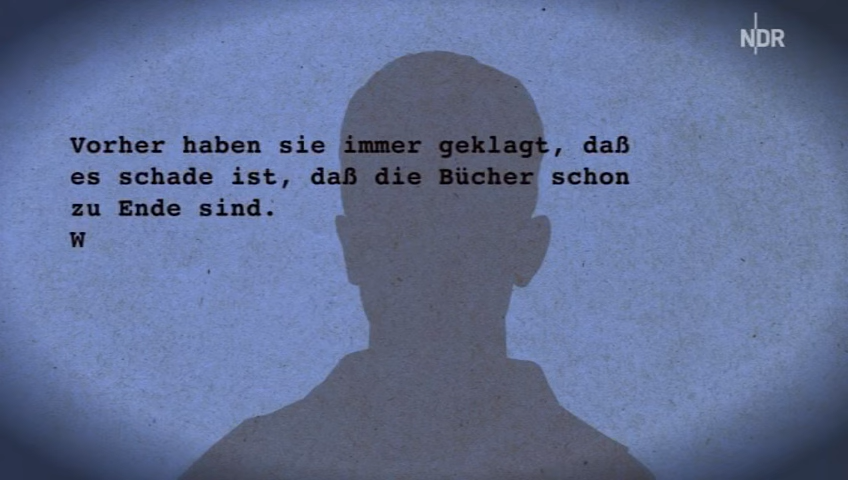 NDR
Vorher haben sie immer geklagt, daß
es schade ist, daß die Bücher schon
zu Ende sind.
W